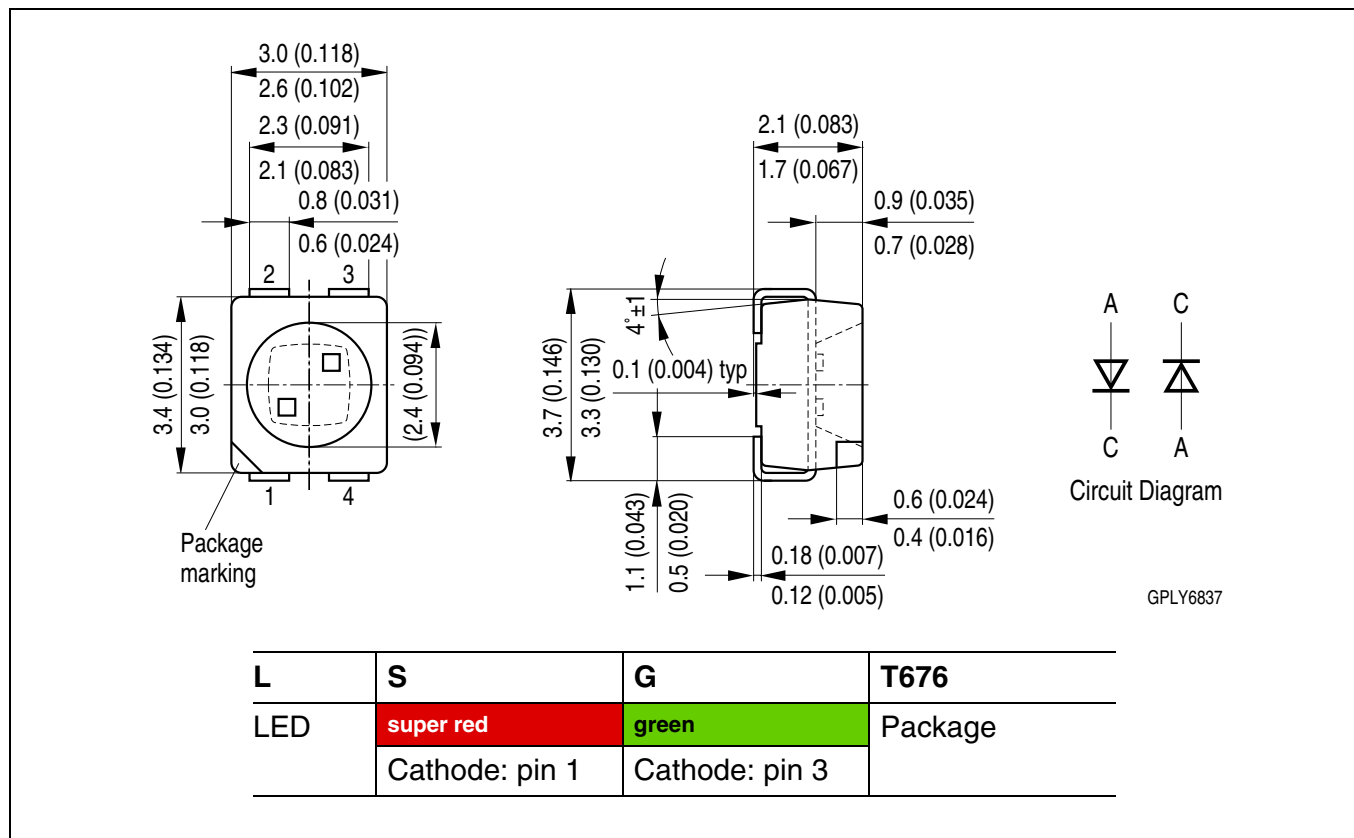 3.0 (0.118)
2.6 (0.102)
2.3 (0.091)
2.1 (0.083)
0.8 (0.031)
0.6 (0.024)
2 3
3.4 (0.134)
3.0 (0.118)
(2.4 (0.094))
1 4
Package
marking
2.1 (0.083)
1.7 (0.067)
0.9 (0.035)
0.7 (0.028)
4°±1
0.1 (0.004) typ
3.7 (0.146)
3.3 (0.130)
1.1 (0.043)
0.5 (0.020)
0.6 (0.024)
0.4 (0.016)
0.18 (0.007)
0.12 (0.005)
A C
C A
Circuit Diagram
GPLY6837
L S G T676
LED super red green Package
Cathode: pin 1 Cathode: pin 3